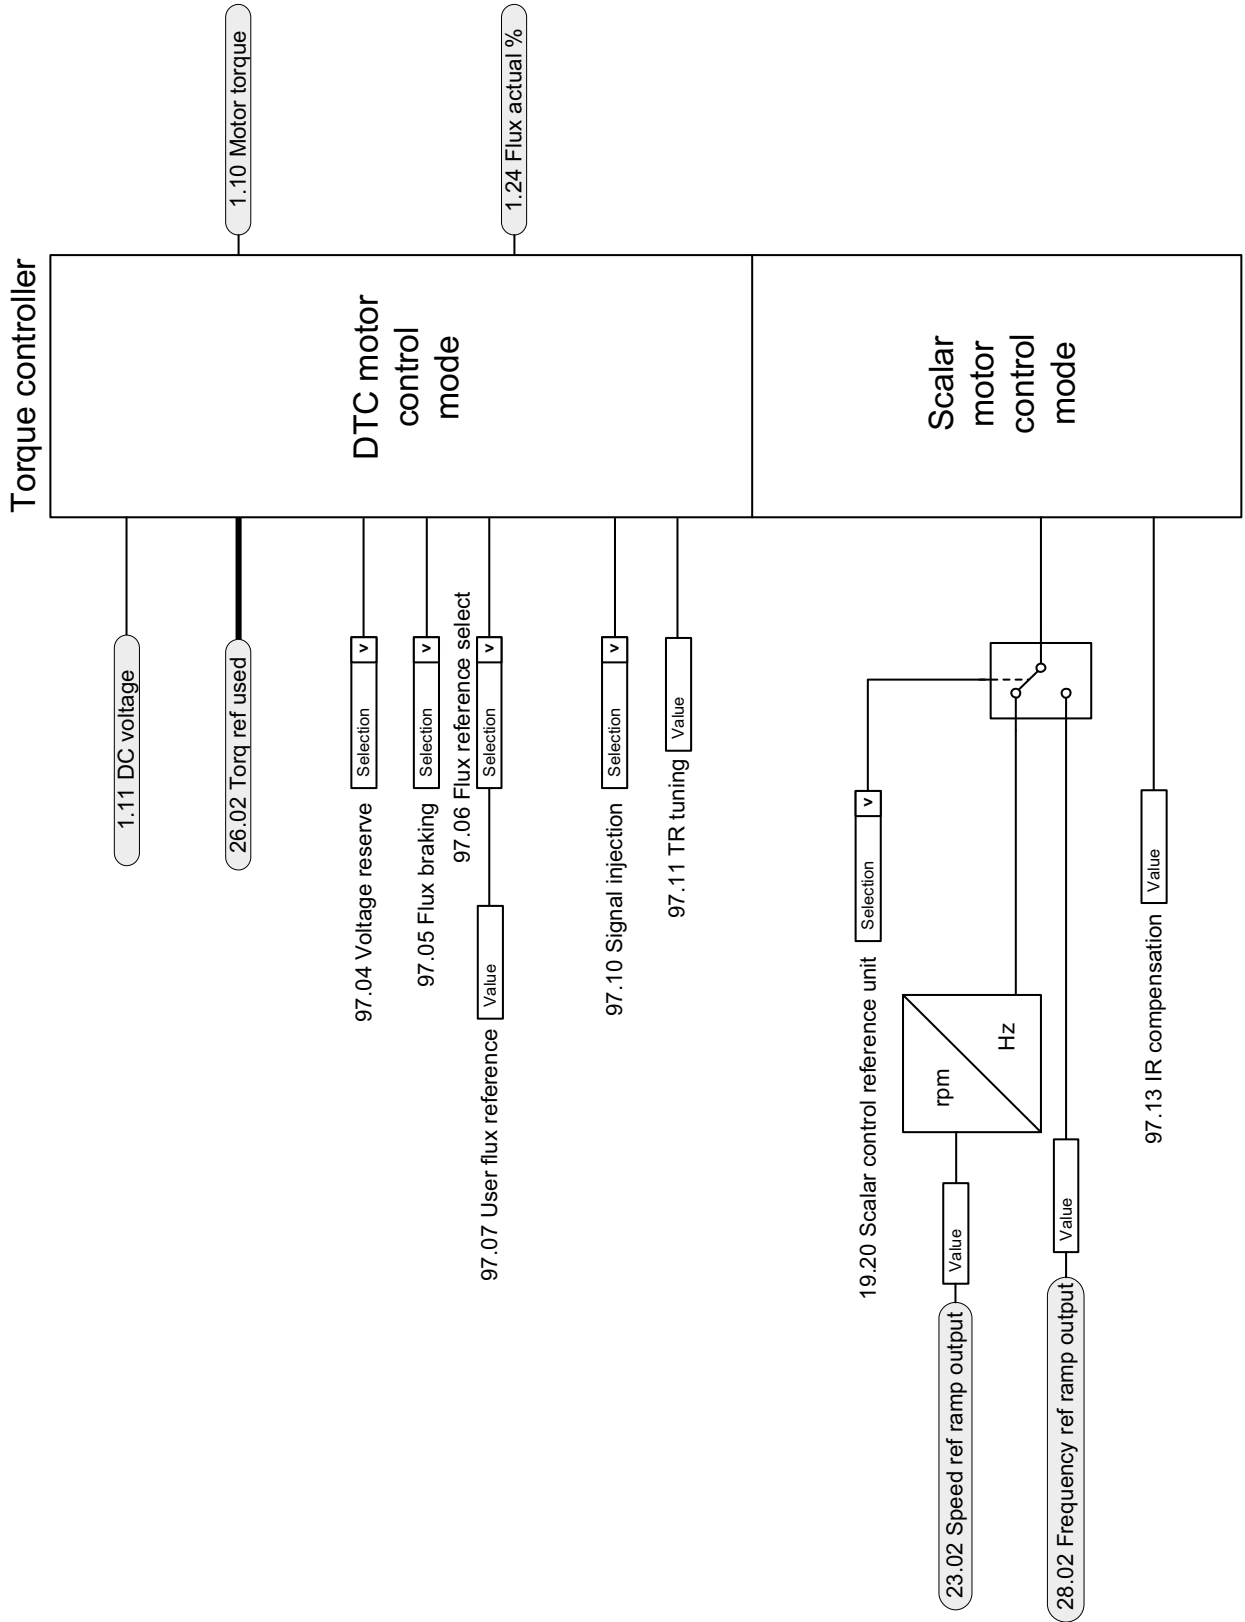 Torque controller
1.11 DC voltage
26.02 Torq ref used
97.04 Voltage reserve
Selection
v
97.05 Flux braking
Selection
v
97.06 Flux reference select
97.07 User flux reference
Value
Selection
v
97.10 Signal injection
Selection
v
97.11 TR tuning
Value
DTC motor
control
mode
1.10 Motor torque
1.24 Flux actual %
19.20 Scalar control reference unit
Selection
v
23.02 Speed ref ramp output
Value
rpm
Hz
28.02 Frequency ref ramp output
Value
97.13 IR compensation
Value
Scalar
motor
control
mode